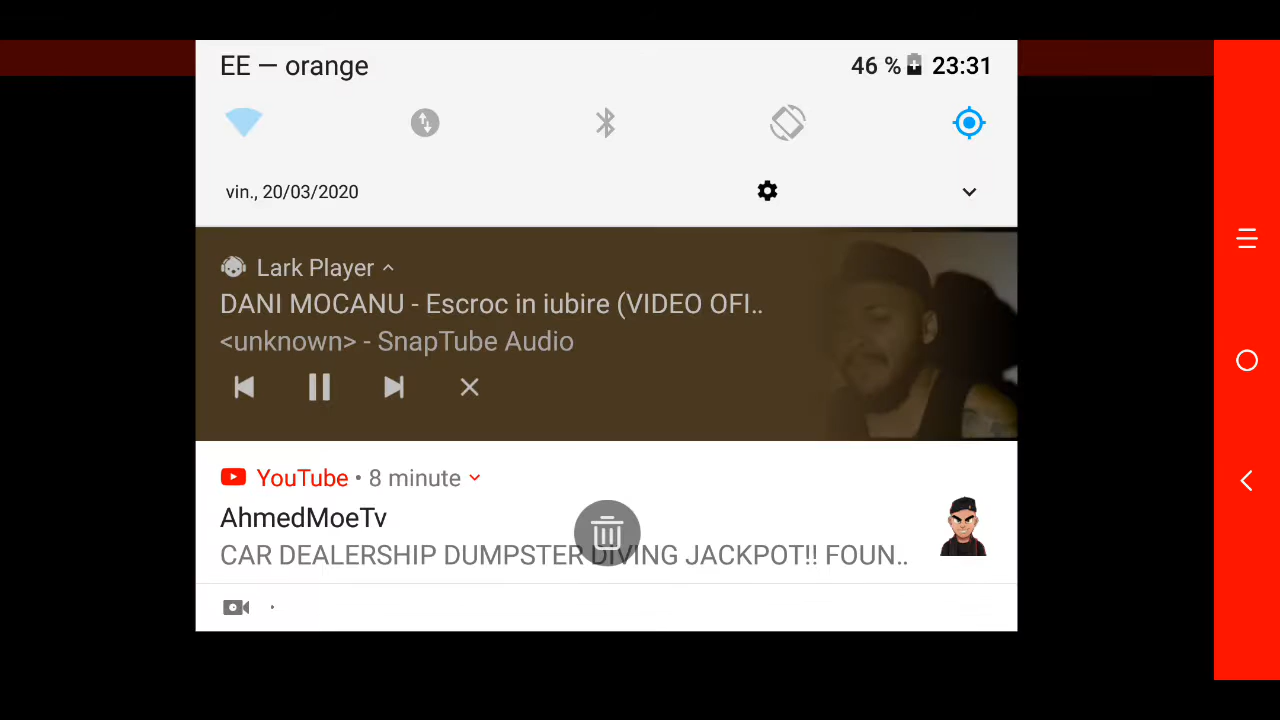 EE — orange
46 % 23:31
vin., 20/03/2020
Lark Player
DANI MOCANU - Escroc in iubire (VIDEO OFI..
<unknown> - SnapTube Audio
YouTube • 8 minute
AhmedMoeTv
CAR DEALERSHIP DUMPSTER DIVING JACKPOT!! FOUN..